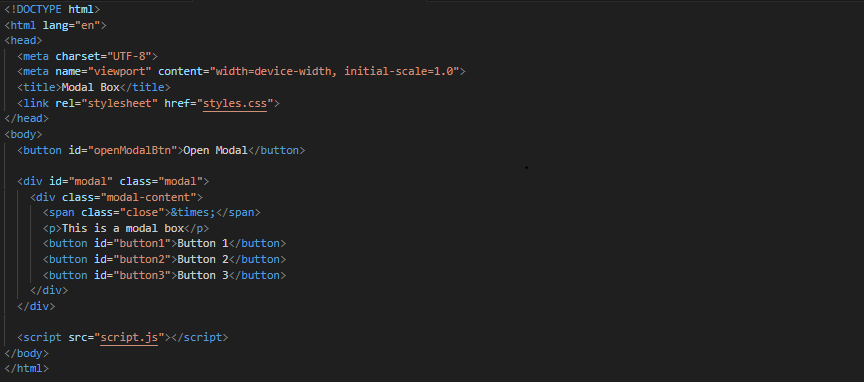 <!DOCTYPE html>
<html lang="en">
<head>
  <meta charset="UTF-8">
  <meta name="viewport" content="width=device-width, initial-scale=1.0">
  <title>Modal Box</title>
  <link rel="stylesheet" href="styles.css">
</head>
<body>
  <button id="openModalBtn">Open Modal</button>

  <div id="modal" class="modal">
    <div class="modal-content">
      <span class="close">&times;</span>
      <p>This is a modal box</p>
      <button id="button1">Button 1</button>
      <button id="button2">Button 2</button>
      <button id="button3">Button 3</button>
    </div>
  </div>

  <script src="script.js"></script>
</body>
</html>